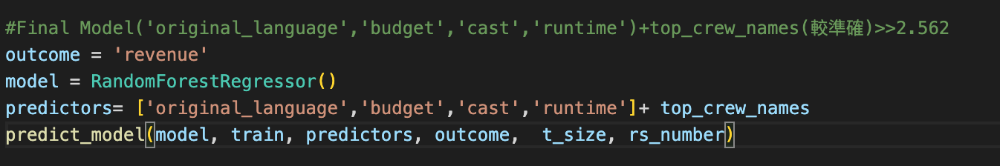 #Final Model('original_language','budget','cast','runtime')+top_crew_names(較準確)>>2.562
outcome = 'revenue'
model = RandomForestRegressor()
predictors= ['original_language','budget','cast','runtime']+ top_crew_names
predict_model(model, train, predictors, outcome,  t_size, rs_number)